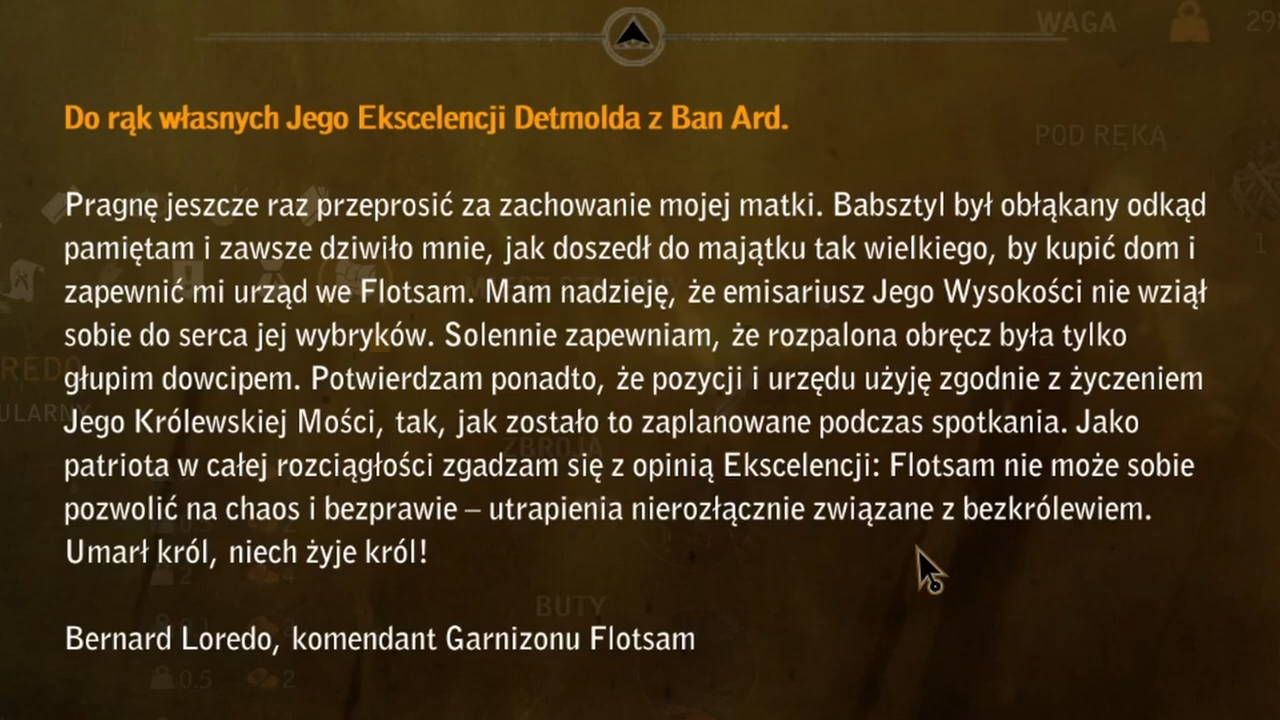 WAGA
29
Do rąk własnych Jego Ekscelencji Detmolda z Ban Ard.
POD RĘKĄ
Pragnę jeszcze raz przeprosić za zachowanie mojej matki. Babsztyl był obłąkany odkąd
pamiętam i zawsze dziwiło mnie, jak doszedł do majątku tak wielkiego, by kupić dom i
zapewnić mi urząd we Flotsam. Mam nadzieję, że emisariusz Jego Wysokości nie wziął
sobie do serca jej wybryków. Solennie zapewniam, że rozpalona obręcz była tylko
głupim dowcipem. Potwierdzam ponadto, że pozycji i urzędu użyję zgodnie z życzeniem
Jego Królewskiej Mości, tak, jak zostało to zaplanowane podczas spotkania. Jako
patriota w całej rozciągłości zgadzam się z opinią Ekscelencji: Flotsam nie może sobie
pozwolić na chaos i bezprawie – utrapienia nierozłącznie związane z bezkrólewiem.
Umarł król, niech żyje król!
ZBROJA
BUTY
Bernard Loredo, komendant Garnizonu Flotsam
0.5 2